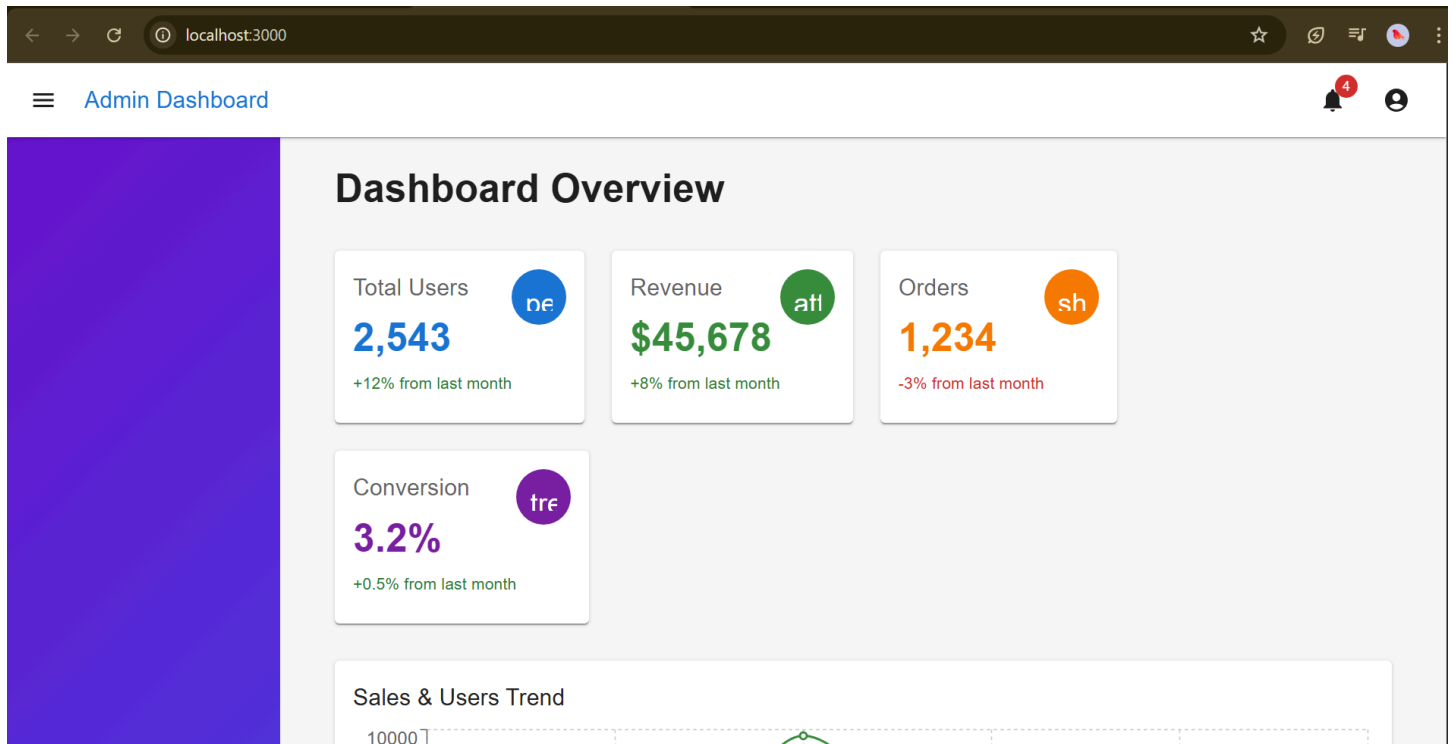 localhost:3000
Admin Dashboard
4
Dashboard Overview
Total Users
pe
2,543
+12% from last month
Revenue
$45,678
+8% from last month
Orders
sh
1,234
-3% from last month
Conversion
tre
3.2%
+0.5% from last month
Sales & Users Trend
10000